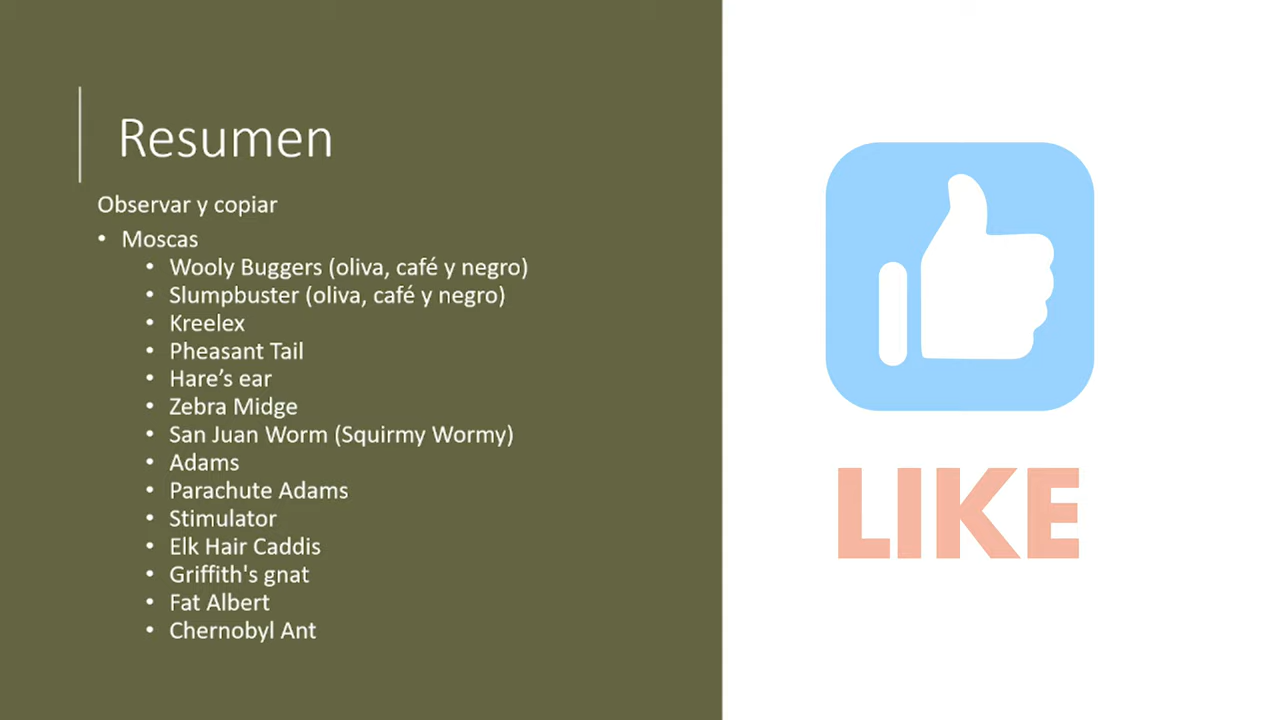 Resumen
Observar y copiar
• Moscas
• Wooly Buggers (oliva, café y negro)
• Slumpbuster (oliva, café y negro)
• Kreelex
• Pheasant Tail
• Hare’s ear
• Zebra Midge
• San Juan Worm (Squirmy Wormy)
• Adams
• Parachute Adams
• Stimulator
• Elk Hair Caddis
• Griffith's gnat
• Fat Albert
• Chernobyl Ant
LIKE